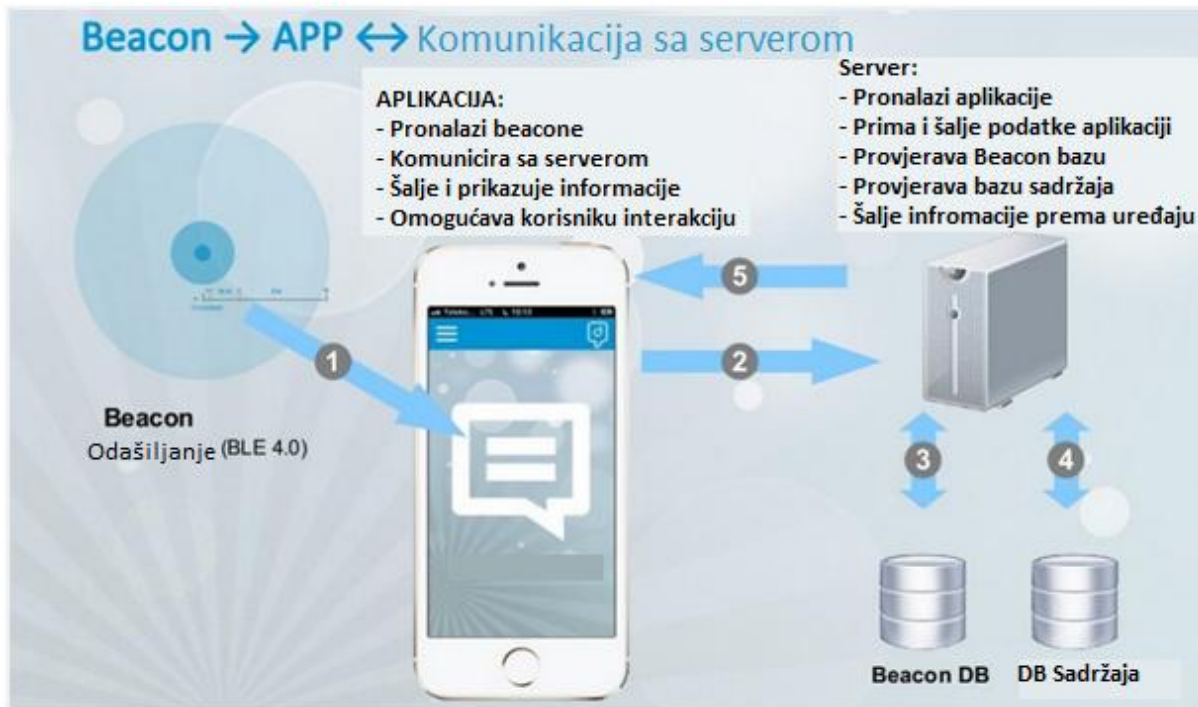 Beacon → APP ↔ Komunikacija sa serverom
APLIKACIJA:
- Pronalazi beacone
- Komunicira sa serverom
- Šalje i prikazuje informacije
- Omogućava korisniku interakciju
Server:
- Pronalazi aplikacije
- Prima i šalje podatke aplikaciji
- Provjerava Beacon bazu
- Provjerava bazu sadržaja
- Šalje infromacije prema uređaju
5
1
2
Beacon
Odašiljanje (BLE 4.0)
3
4
Beacon DB
DB Sadržaja